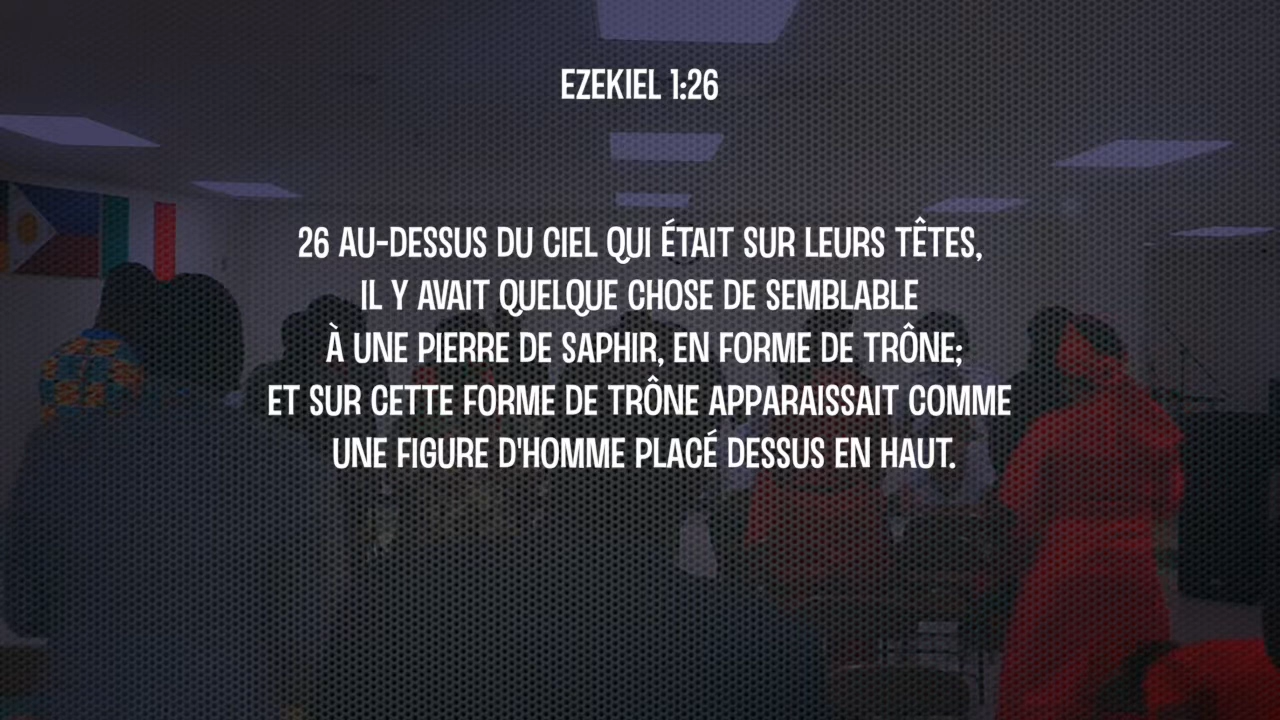 EZEKIEL 1:26
26 AU-DESSUS DU CIEL QUI ÉTAIT SUR LEURS TÊTES,
IL Y AVAIT QUELQUE CHOSE DE SEMBLABLE
À UNE PIERRE DE SAPHIR, EN FORME DE TRÔNE;
ET SUR CETTE FORME DE TRÔNE APPARAISSAIT COMME
UNE FIGURE D'HOMME PLACÉ DESSUS EN HAUT.